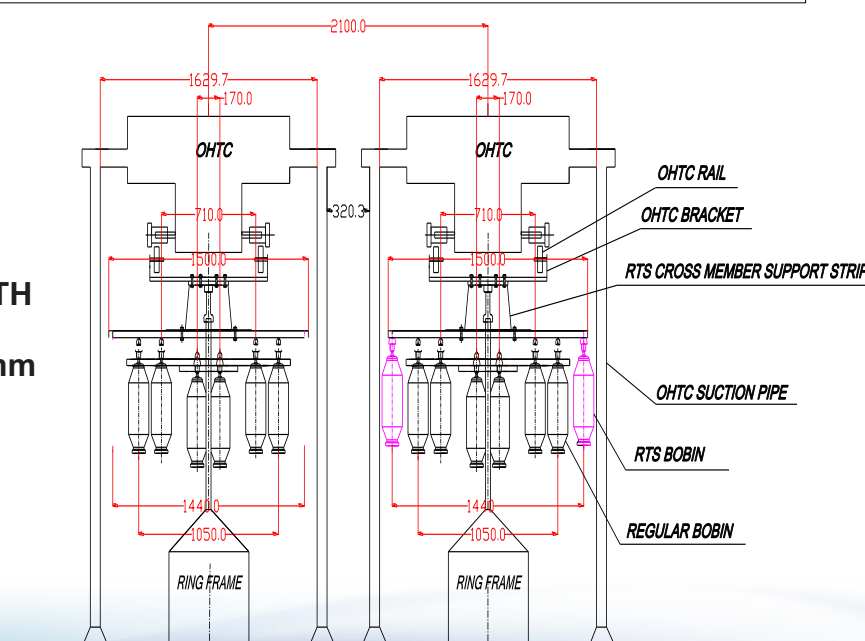 2100.0
1629.7
1629.7
170.0
170.0
OHTC
OHTC
OHTC RAIL
710.0
320.3
710.0
OHTC BRACKET
1500.0
1500.0
RTS CROSS MEMBER SUPPORT STRIP
TH
mm
OHTC SUCTION PIPE
RTS BOBIN
1440.0
1440
REGULAR BOBIN
1050.0
1050.0
RING FRAME
RING FRAME